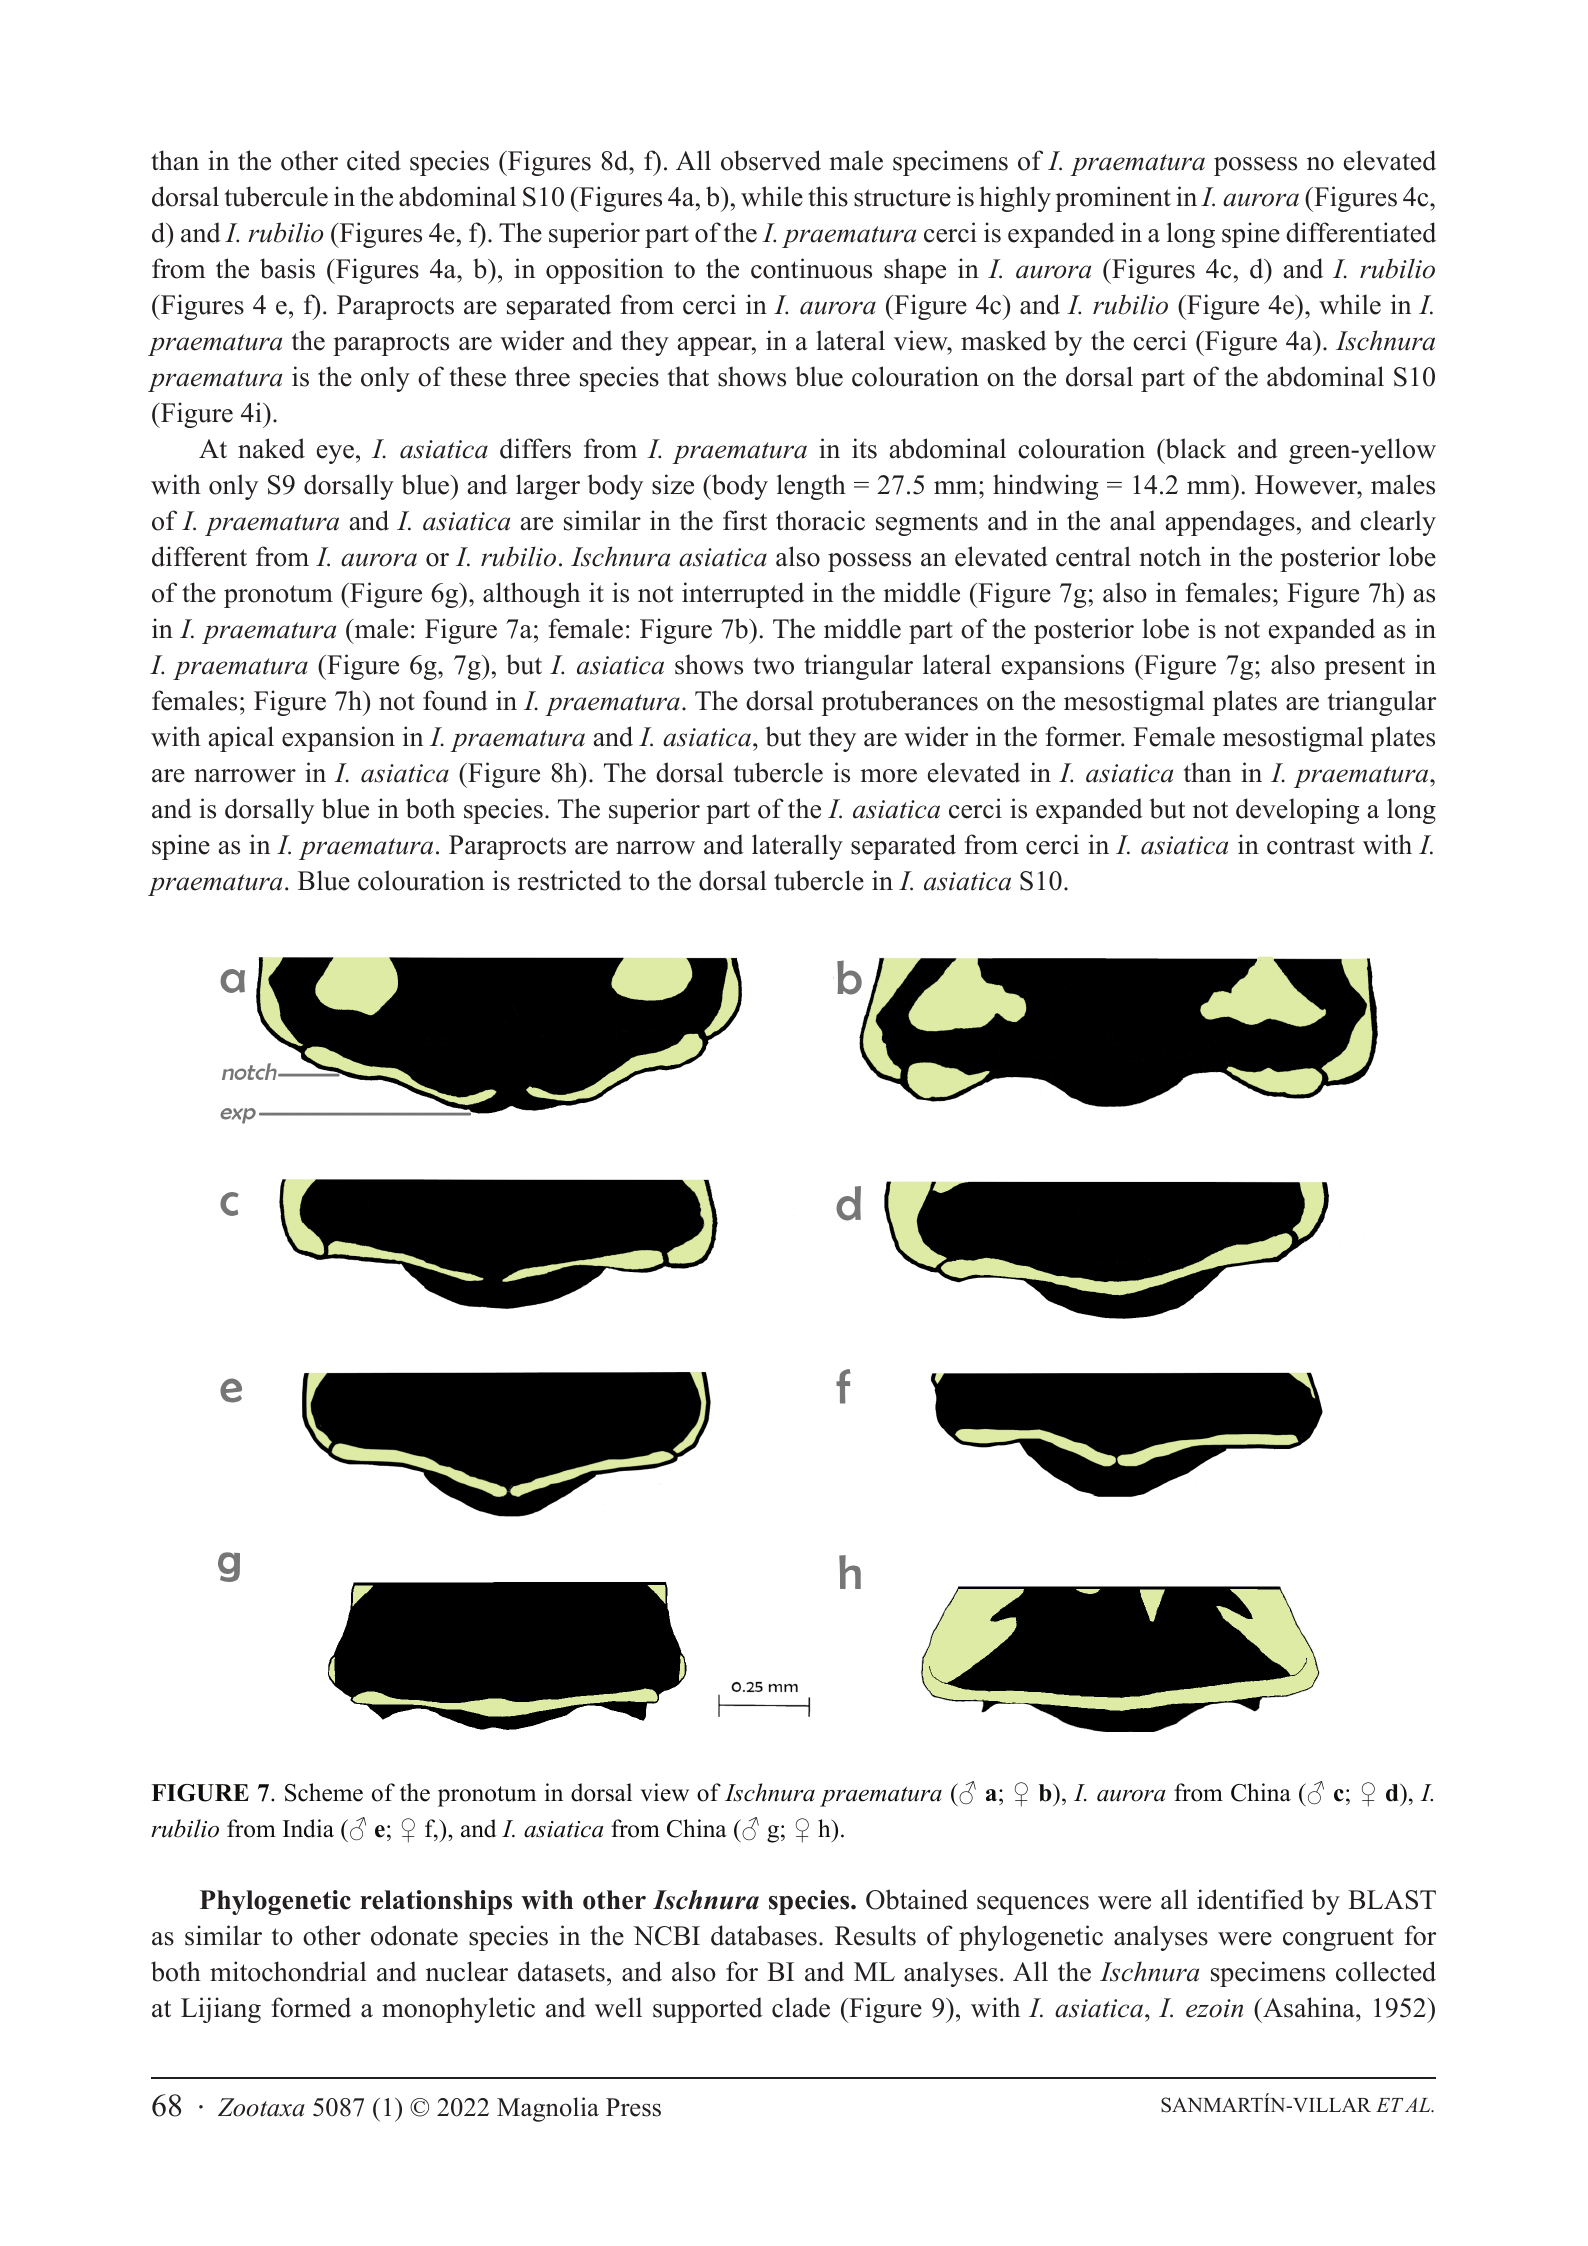 than in the other cited species (Figures 8d, f). All observed male specimens of I. praematura possess no elevated
dorsal tubercule in the abdominal S10 (Figures 4a, b), while this structure is highly prominent in I. aurora (Figures 4c,
d) and I. rubilio (Figures 4e, f). The superior part of the I. praematura cerci is expanded in a long spine differentiated
from the basis (Figures 4a, b), in opposition to the continuous shape in I. aurora (Figures 4c, d) and I. rubilio
(Figures 4 e, f). Paraprocts are separated from cerci in I. aurora (Figure 4c) and I. rubilio (Figure 4e), while in I.
praematura the paraprocts are wider and they appear, in a lateral view, masked by the cerci (Figure 4a). Ischnura
praematura is the only of these three species that shows blue colouration on the dorsal part of the abdominal S10
(Figure 4i).
At naked eye, I. asiatica differs from I. praematura in its abdominal colouration (black and green-yellow
with only S9 dorsally blue) and larger body size (body length = 27.5 mm; hindwing = 14.2 mm). However, males
of I. praematura and I. asiatica are similar in the first thoracic segments and in the anal appendages, and clearly
different from I. aurora or I. rubilio. Ischnura asiatica also possess an elevated central notch in the posterior lobe
of the pronotum (Figure 6g), although it is not interrupted in the middle (Figure 7g; also in females; Figure 7h) as
in I. praematura (male: Figure 7a; female: Figure 7b). The middle part of the posterior lobe is not expanded as in
I. praematura (Figure 6g, 7g), but I. asiatica shows two triangular lateral expansions (Figure 7g; also present in
females; Figure 7h) not found in I. praematura. The dorsal protuberances on the mesostigmal plates are triangular
with apical expansion in I. praematura and I. asiatica, but they are wider in the former. Female mesostigmal plates
are narrower in I. asiatica (Figure 8h). The dorsal tubercle is more elevated in I. asiatica than in I. praematura,
and is dorsally blue in both species. The superior part of the I. asiatica cerci is expanded but not developing a long
spine as in I. praematura. Paraprocts are narrow and laterally separated from cerci in I. asiatica in contrast with I.
praematura. Blue colouration is restricted to the dorsal tubercle in I. asiatica S10.
a
b
notch
exp
c
d
e
f
g
h
0.25 mm
FIGURE 7. Scheme of the pronotum in dorsal view of Ischnura praematura (♂ a; ♀ b), I. aurora from China (♂ c; ♀ d), I.
rubilio from India (♂ e; ♀ f,), and I. asiatica from China (♂ g; ♀ h).
Phylogenetic relationships with other Ischnura species. Obtained sequences were all identified by BLAST
as similar to other odonate species in the NCBI databases. Results of phylogenetic analyses were congruent for
both mitochondrial and nuclear datasets, and also for BI and ML analyses. All the Ischnura specimens collected
at Lijiang formed a monophyletic and well supported clade (Figure 9), with I. asiatica, I. ezoin (Asahina, 1952)
68 · Zootaxa 5087 (1) © 2022 Magnolia Press
SANMARTÍN-VILLAR ET AL.